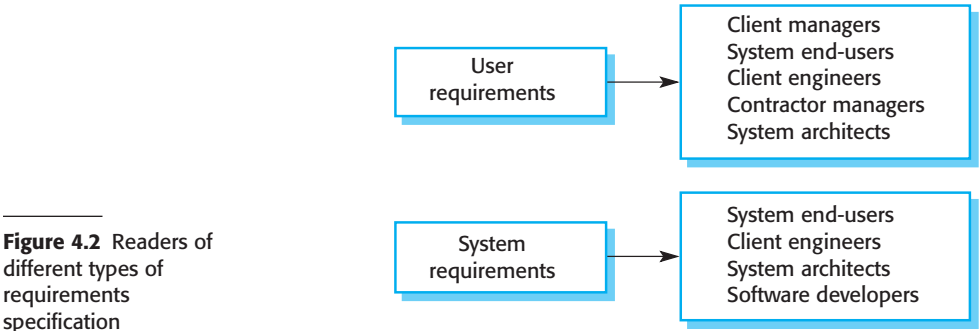 User
requirements
Client managers
System end-users
Client engineers
Contractor managers
System architects
System
requirements
System end-users
Client engineers
System architects
Software developers
Figure 4.2 Readers of
different types of
requirements
specification